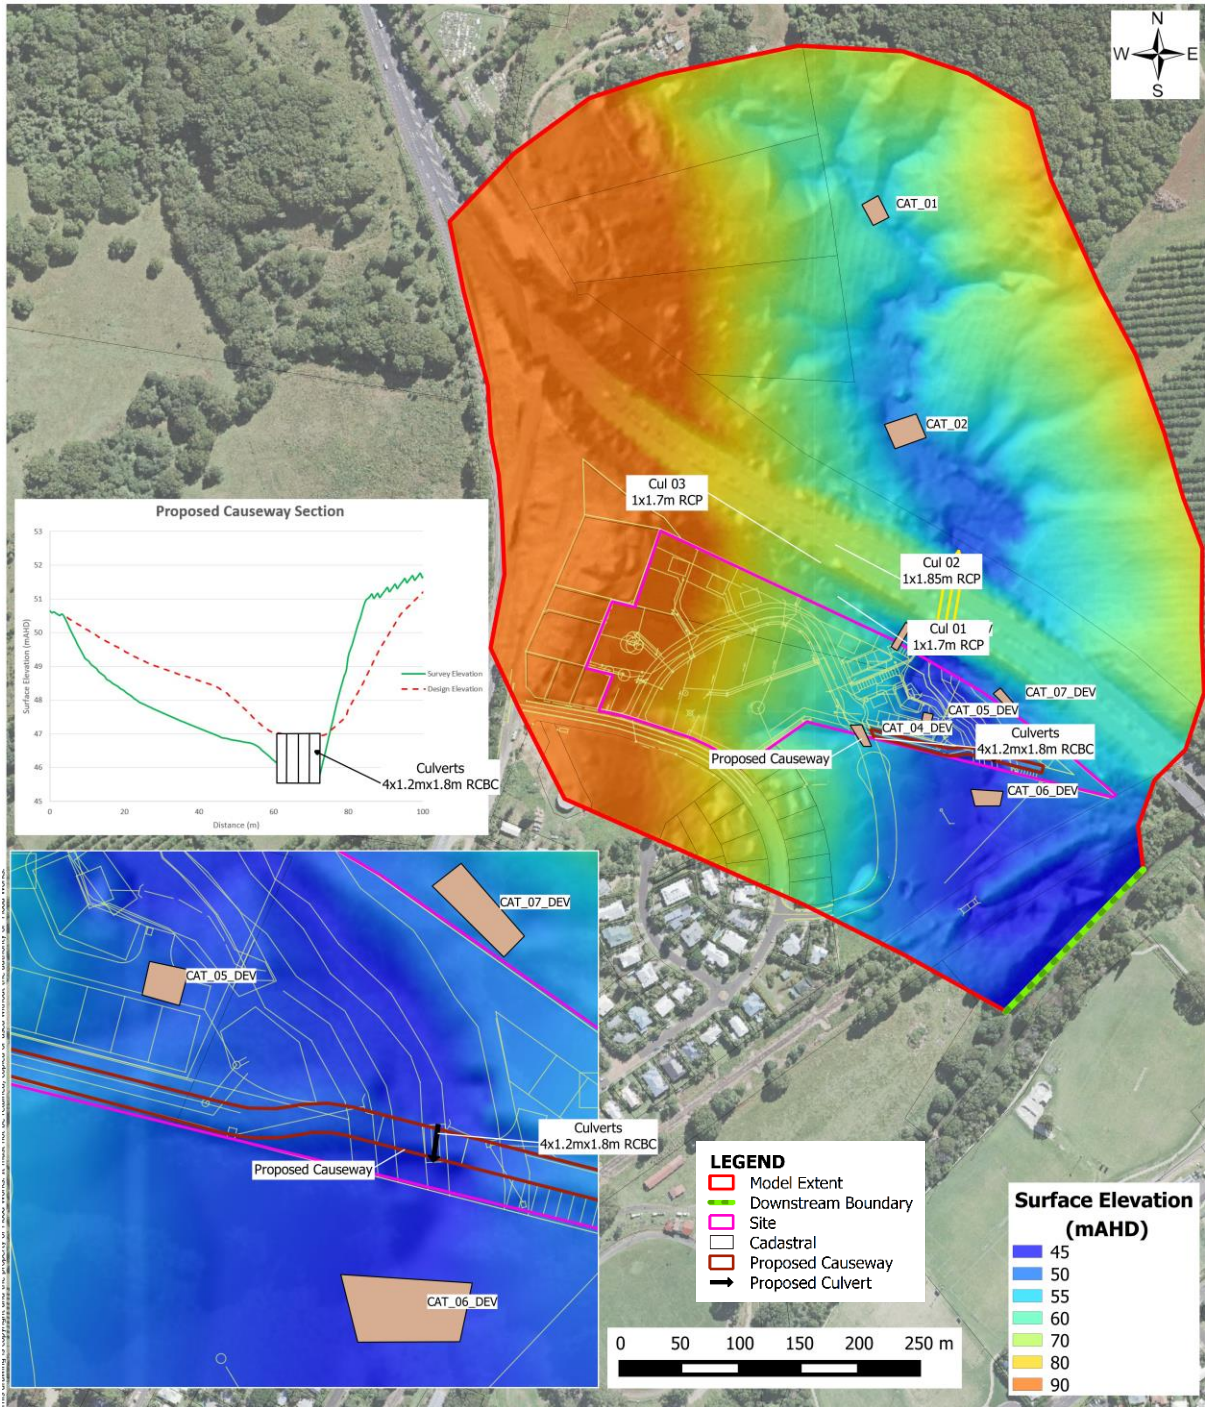 N
W E
S
CAT_01
CAT_02
Cul 03
1x1.7m RCP
Cul 02
1x1.85m RCP
Cul 01
1x1.7m RCP
CAT_07_DEV
CAT_05_DEV
CAT_04_DEV
Culverts
4x1.2mx1.8m RCBC
Proposed Causeway
CAT_06_DEV
Proposed Causeway Section
53
52
51
50
49
48
47
46
45
Surface Elevation (mAHD)
0 20 40 60 80 100
Distance (m)
Survey Elevation
Design Elevation
Culverts
4x1.2mx1.8m RCBC
CAT_07_DEV
CAT_05_DEV
Culverts
4x1.2mx1.8m RCBC
Proposed Causeway
CAT_06_DEV
LEGEND
Model Extent
Downstream Boundary
Site
Cadastral
Proposed Causeway
Proposed Culvert
0 50 100 150 200 250 m
Surface Elevation
(mAHD)
45
50
55
60
70
80
90